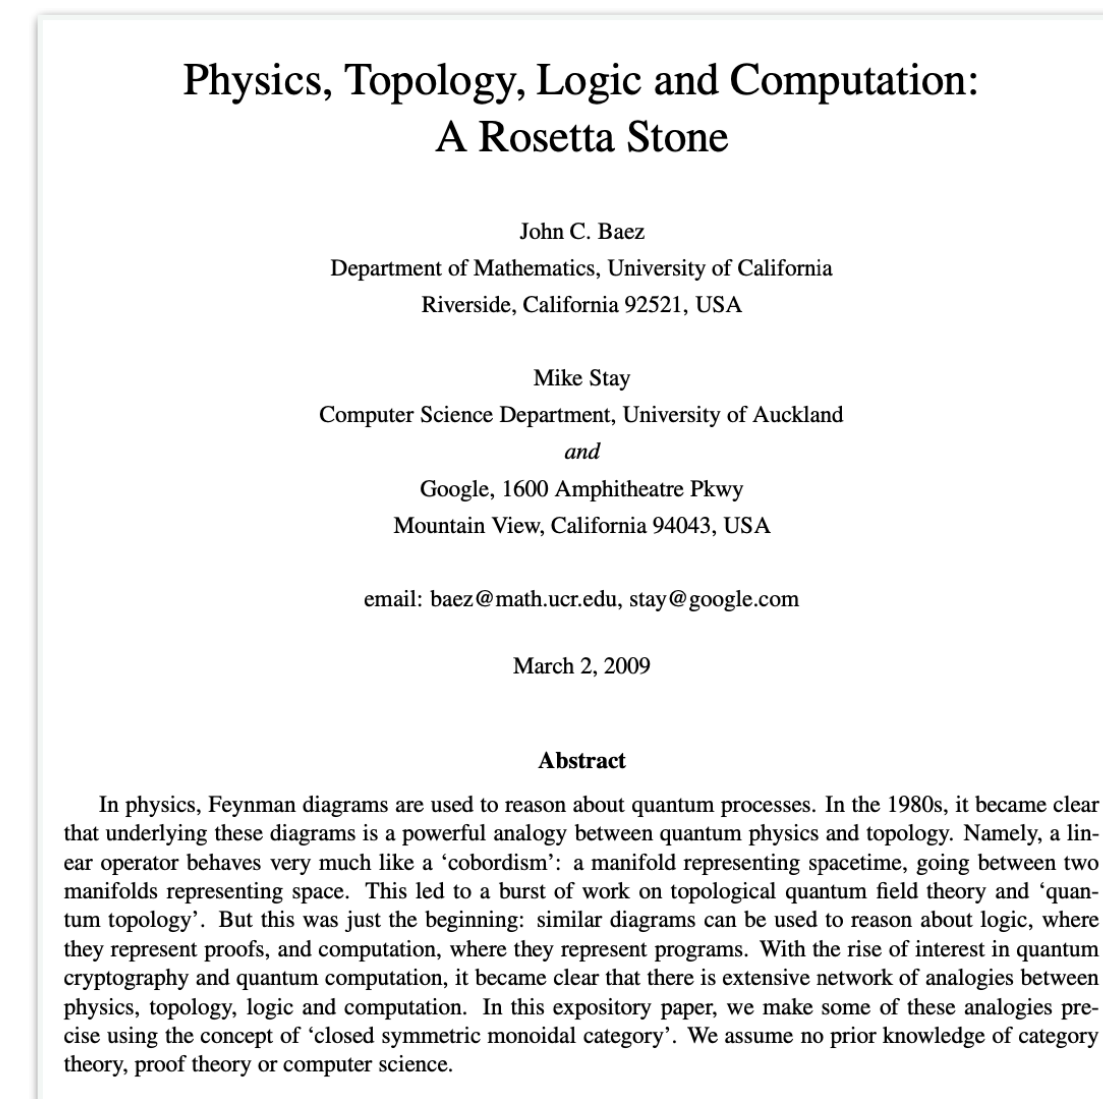 Physics, Topology, Logic and Computation:
A Rosetta Stone
John C. Baez
Department of Mathematics, University of California
Riverside, California 92521, USA
Mike Stay
Computer Science Department, University of Auckland
and
Google, 1600 Amphitheatre Pkwy
Mountain View, California 94043, USA
email: baez@math.ucr.edu, stay@google.com
March 2, 2009
Abstract
In physics, Feynman diagrams are used to reason about quantum processes. In the 1980s, it became clear
that underlying these diagrams is a powerful analogy between quantum physics and topology. Namely, a lin-
ear operator behaves very much like a ‘cobordism’: a manifold representing spacetime, going between two
manifolds representing space. This led to a burst of work on topological quantum field theory and ‘quan-
tum topology’. But this was just the beginning: similar diagrams can be used to reason about logic, where
they represent proofs, and computation, where they represent programs. With the rise of interest in quantum
cryptography and quantum computation, it became clear that there is extensive network of analogies between
physics, topology, logic and computation. In this expository paper, we make some of these analogies pre-
cise using the concept of ‘closed symmetric monoidal category’. We assume no prior knowledge of category
theory, proof theory or computer science.